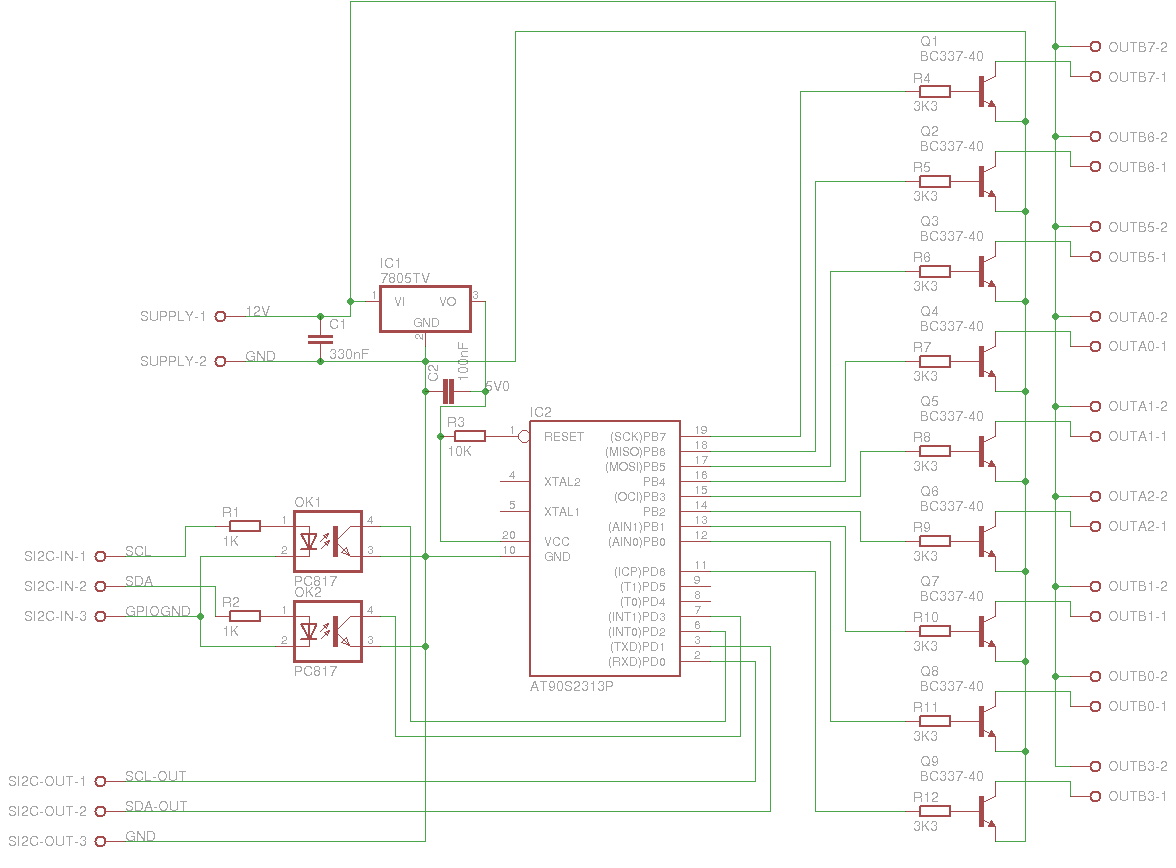 Q1
BC337-40
OUTB7-2
R4
OUTB7-1
3K3
Q2
BC337-40
OUTB6-2
R5
OUTB6-1
3K3
Q3
BC337-40
OUTB5-2
R6
OUTB5-1
3K3
IC1
7805TV
1
VI
VO
3
GND
2
SUPPLY-1
12V
C1
330nF
SUPPLY-2
GND
C2
100nF
5V0
Q4
BC337-40
OUTA0-2
R7
OUTA0-1
3K3
Q5
BC337-40
OUTA1-2
R8
OUTA1-1
3K3
Q6
BC337-40
OUTA2-2
R9
OUTA2-1
3K3
IC2
R3
10K
1
RESET
(SCK)PB7
19
(MISO)PB6
18
(MOSI)PB5
17
4
XTAL2
PB4
16
(OCI)PB3
15
5
XTAL1
PB2
14
(AIN1)PB1
13
20
VCC
(AIN0)PB0
12
10
GND
(ICP)PD6
11
(T1)PD5
9
(T0)PD4
8
(INT1)PD3
7
(INT0)PD2
6
(TXD)PD1
3
(RXD)PD0
2
AT90S2313P
OK1
R1
1K
1
4
2
3
PC817
SI2C-IN-1
SCL
SI2C-IN-2
SDA
SI2C-IN-3
GPIOGND
OK2
R2
1K
1
4
2
3
PC817
Q7
BC337-40
OUTB1-2
R10
OUTB1-1
3K3
Q8
BC337-40
OUTB0-2
R11
OUTB0-1
3K3
Q9
BC337-40
OUTB3-2
R12
OUTB3-1
3K3
SI2C-OUT-1
SCL-OUT
SI2C-OUT-2
SDA-OUT
SI2C-OUT-3
GND